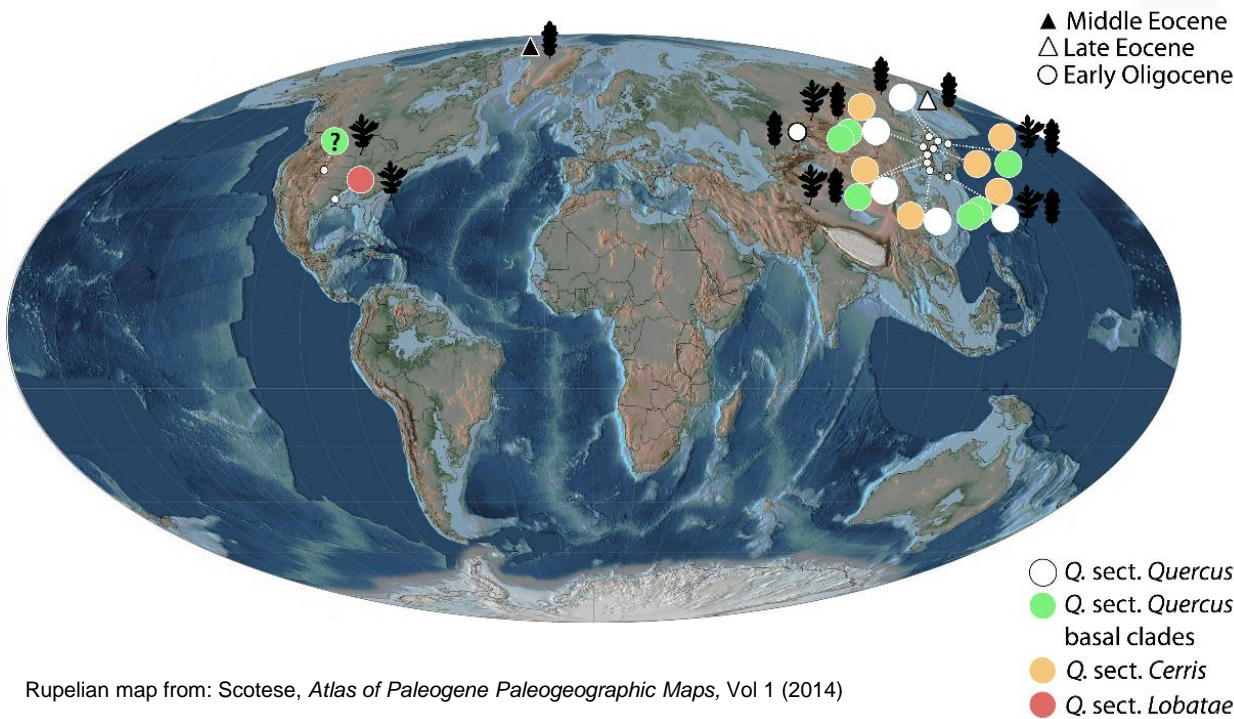 ▲ Middle Eocene
△ Late Eocene
○ Early Oligocene
?
Q. sect. Quercus
Q. sect. Quercus
basal clades
Q. sect. Cerris
Q. sect. Lobatae
Rupelian map from: Scotese, Atlas of Paleogene Paleogeographic Maps, Vol 1 (2014)